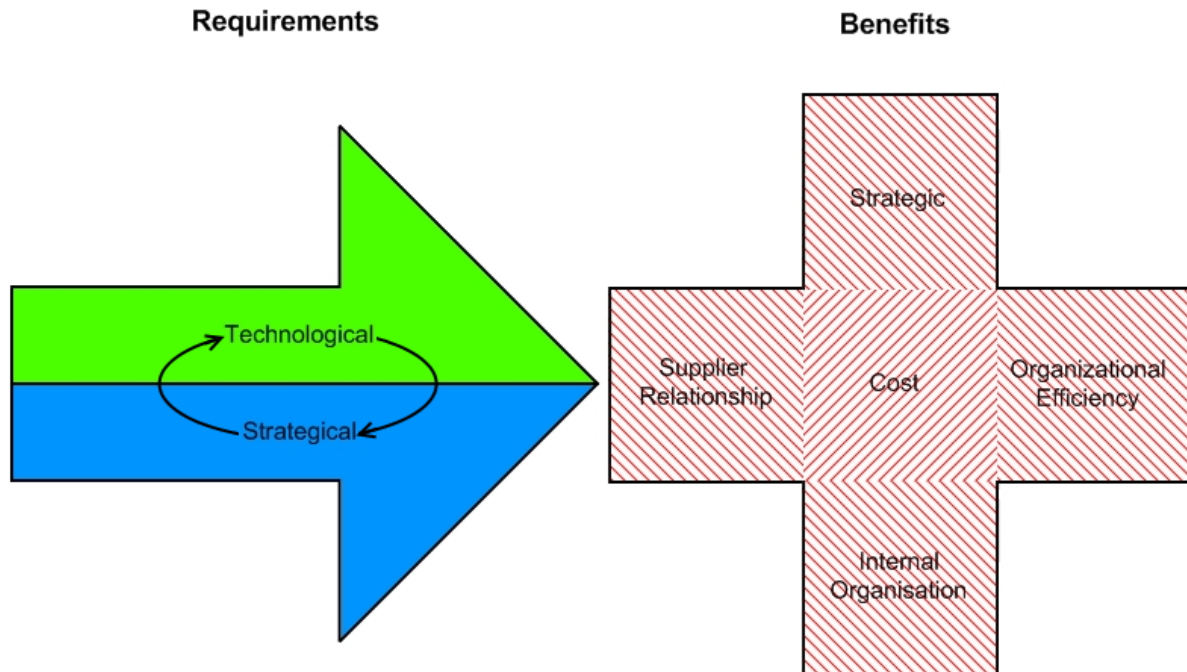 Requirements
Benefits
Technological
Strategical
Strategic
Supplier
Relationship
Cost
Organizational
Efficiency
Internal
Organisation